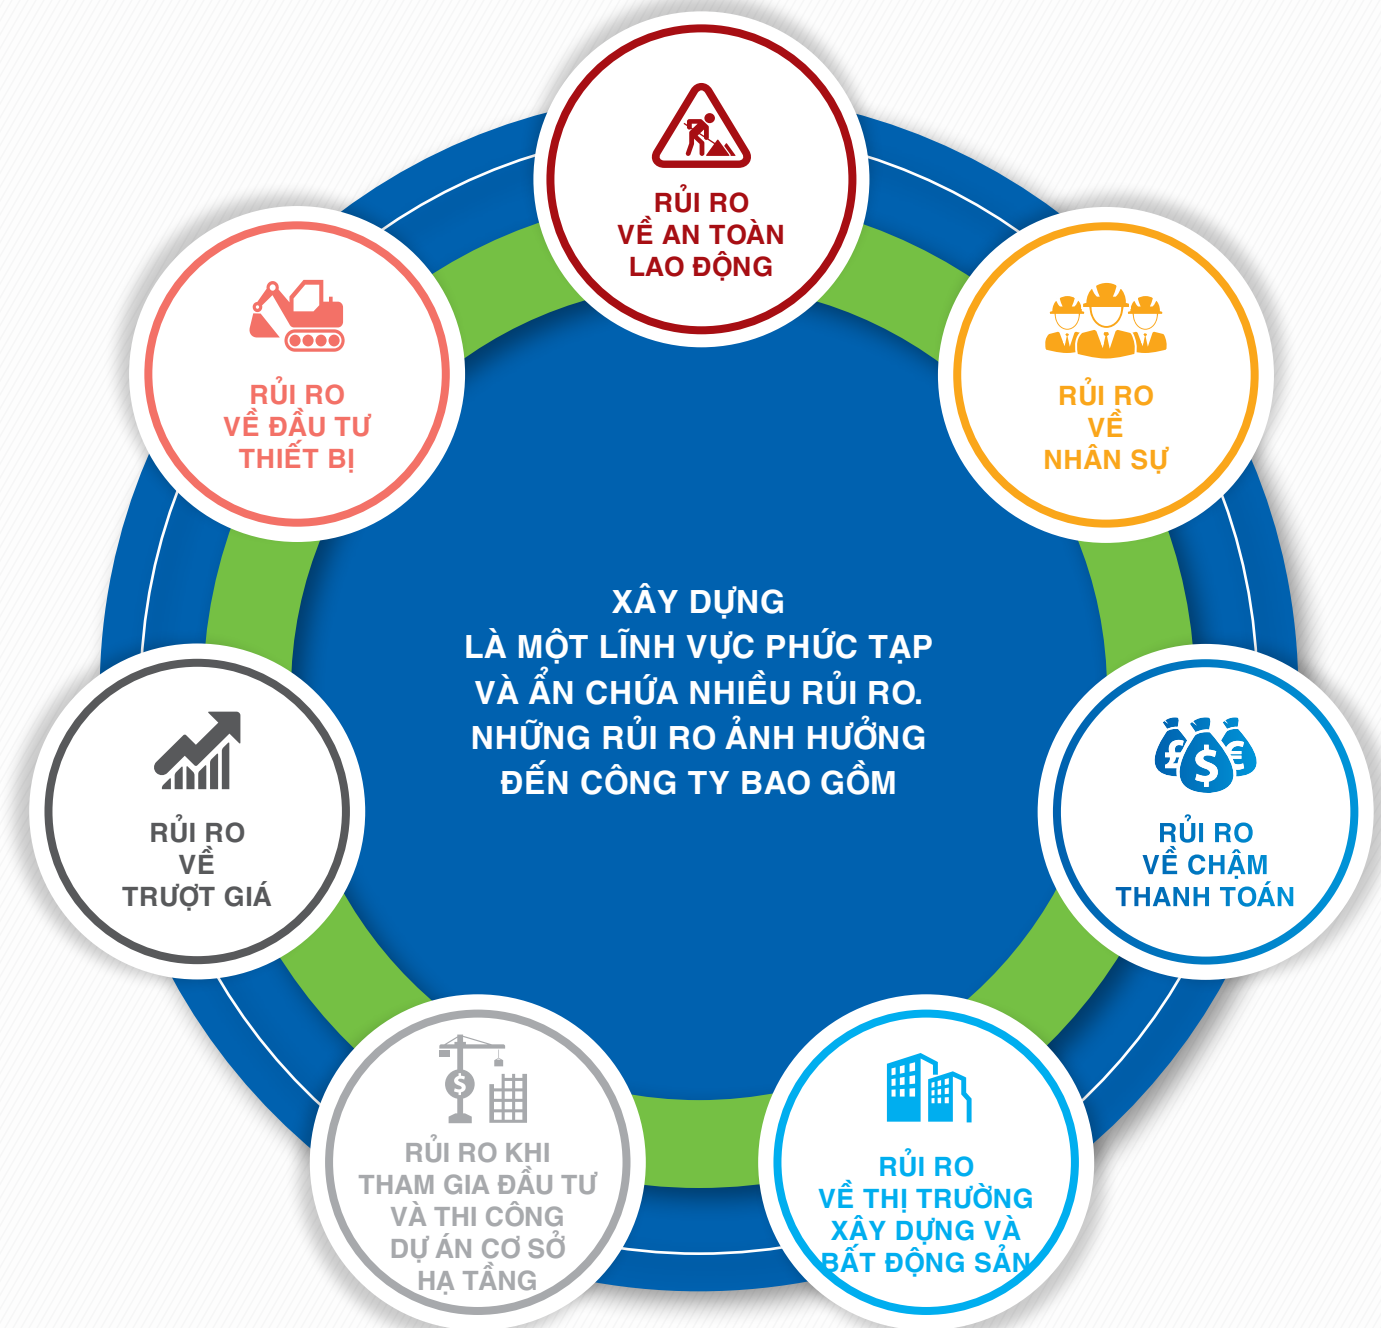 RỦI RO
VỀ AN TOÀN
LAO ĐỘNG
RỦI RO
VỀ ĐẦU TƯ
THIẾT BỊ
RỦI RO
VỀ
NHÂN SỰ
XÂY DỰNG
LÀ MỘT LĨNH VỰC PHỨC TẠP
VÀ ẨN CHỨA NHIỀU RỦI RO.
NHỮNG RỦI RO ẢNH HƯỞNG
ĐẾN CÔNG TY BAO GỒM
RỦI RO
VỀ
TRƯỢT GIÁ
£ $ €
RỦI RO
VỀ CHẬM
THANH TOÁN
$
RỦI RO KHI
THAM GIA ĐẦU TƯ
VÀ THI CÔNG
DỰ ÁN CƠ SỞ
HẠ TẦNG
RỦI RO
VỀ THỊ TRƯỜNG
XÂY DỰNG VÀ
BẤT ĐỘNG SẢN